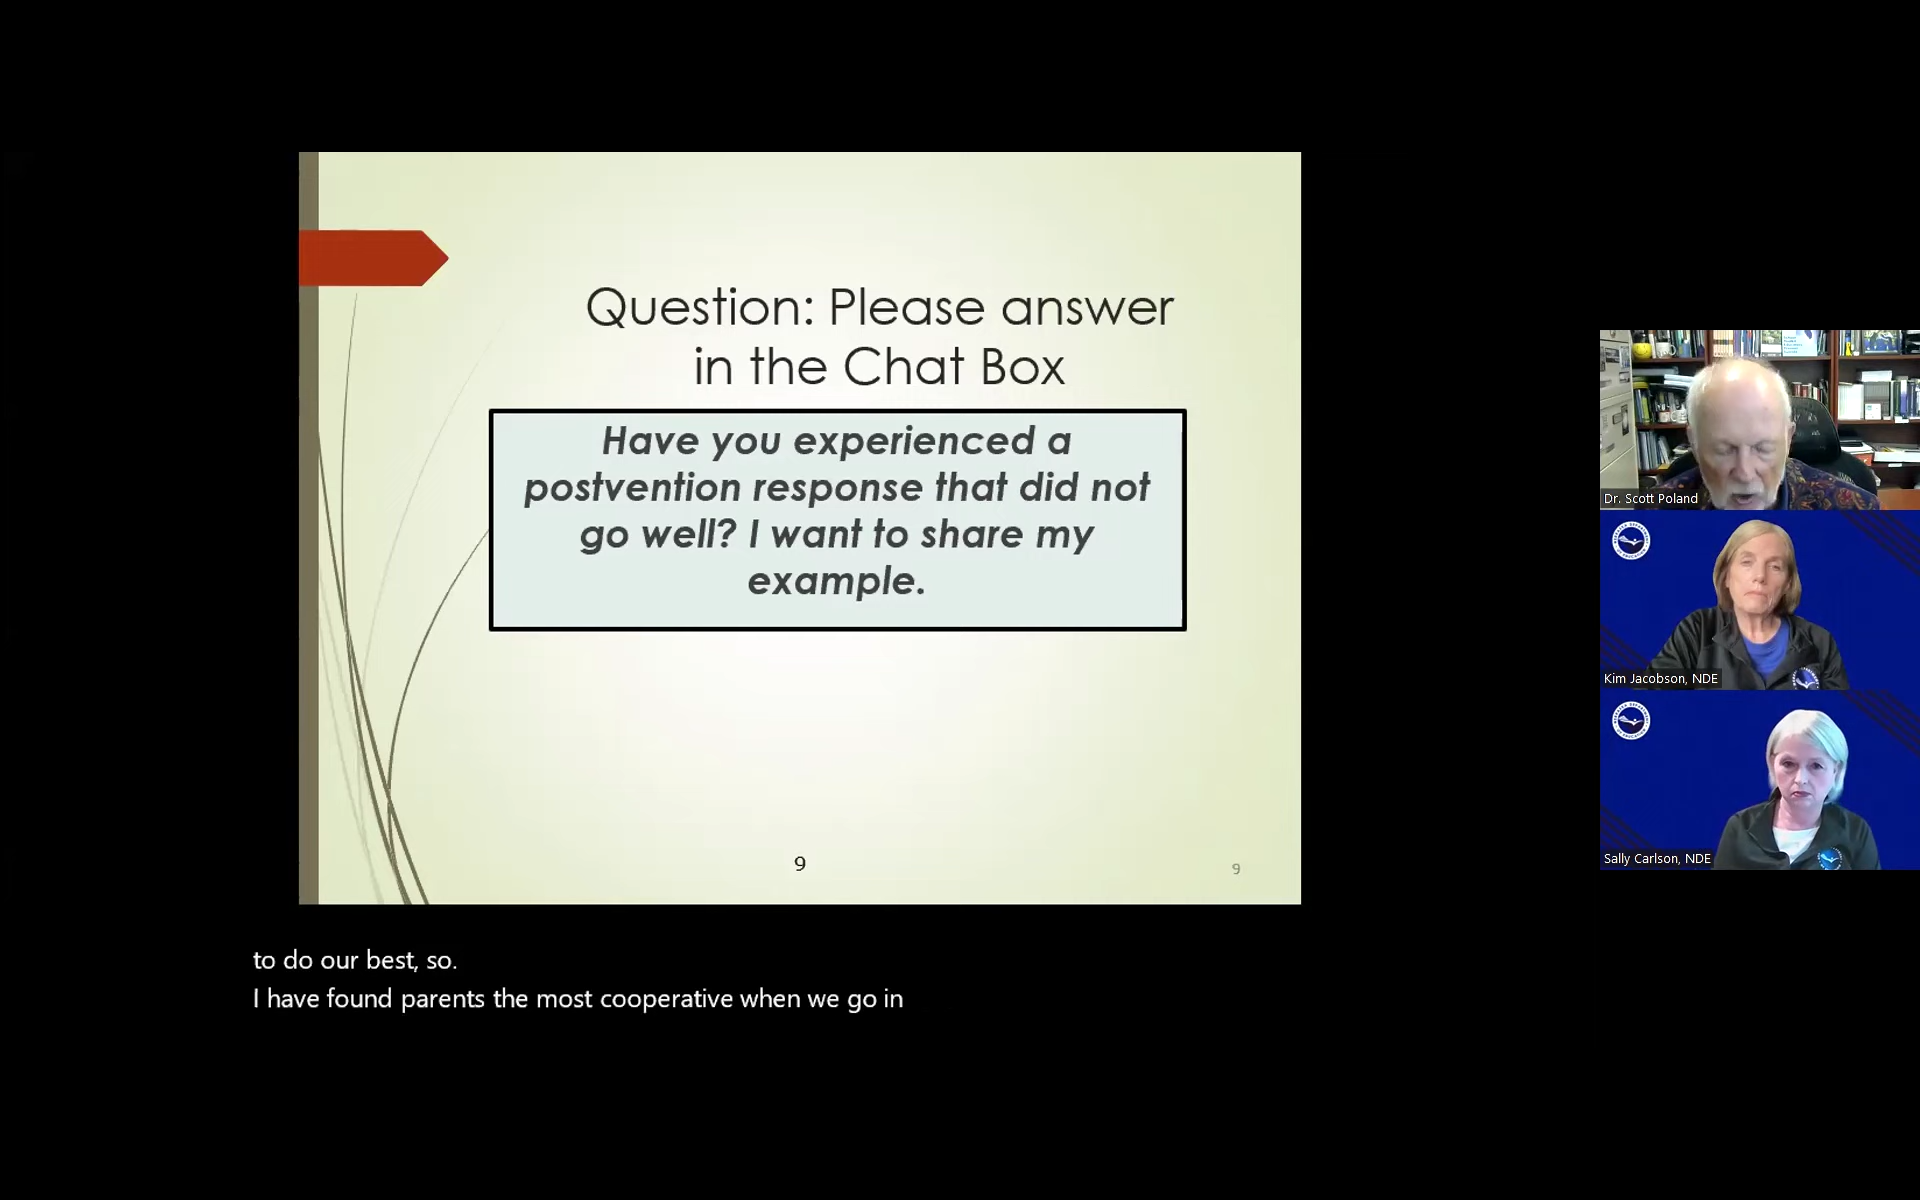 Question: Please answer
in the Chat Box
Have you experienced a
postvention response that did not
go well? I want to share my
example.
9
9
Dr. Scott Poland
Kim Jacobson, NDE
Sally Carlson, NDE
to do our best, so.
I have found parents the most cooperative when we go in